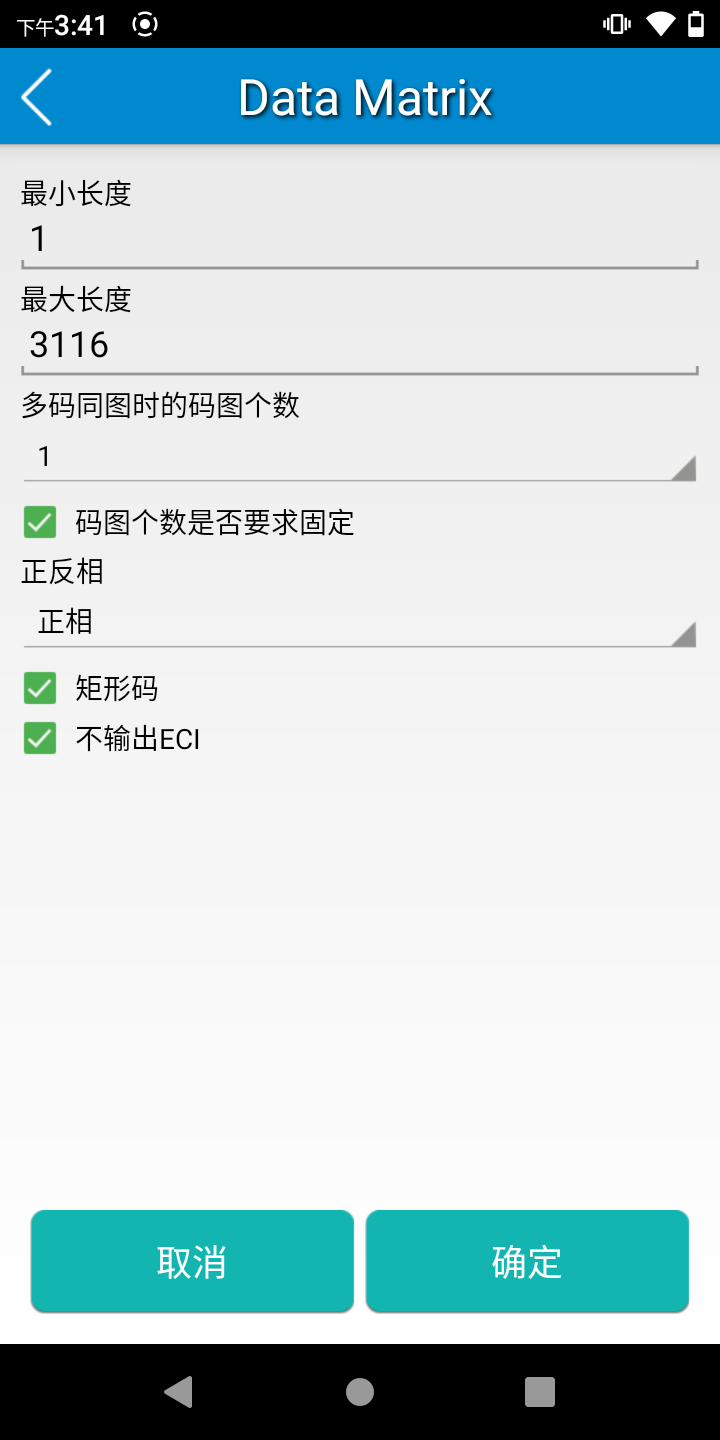 下午3:41
Data Matrix
最小长度
1
最大长度
3116
多码同图时的码图个数
1
码图个数是否要求固定
正反相
正相
矩形码
不输出ECI
取消
确定